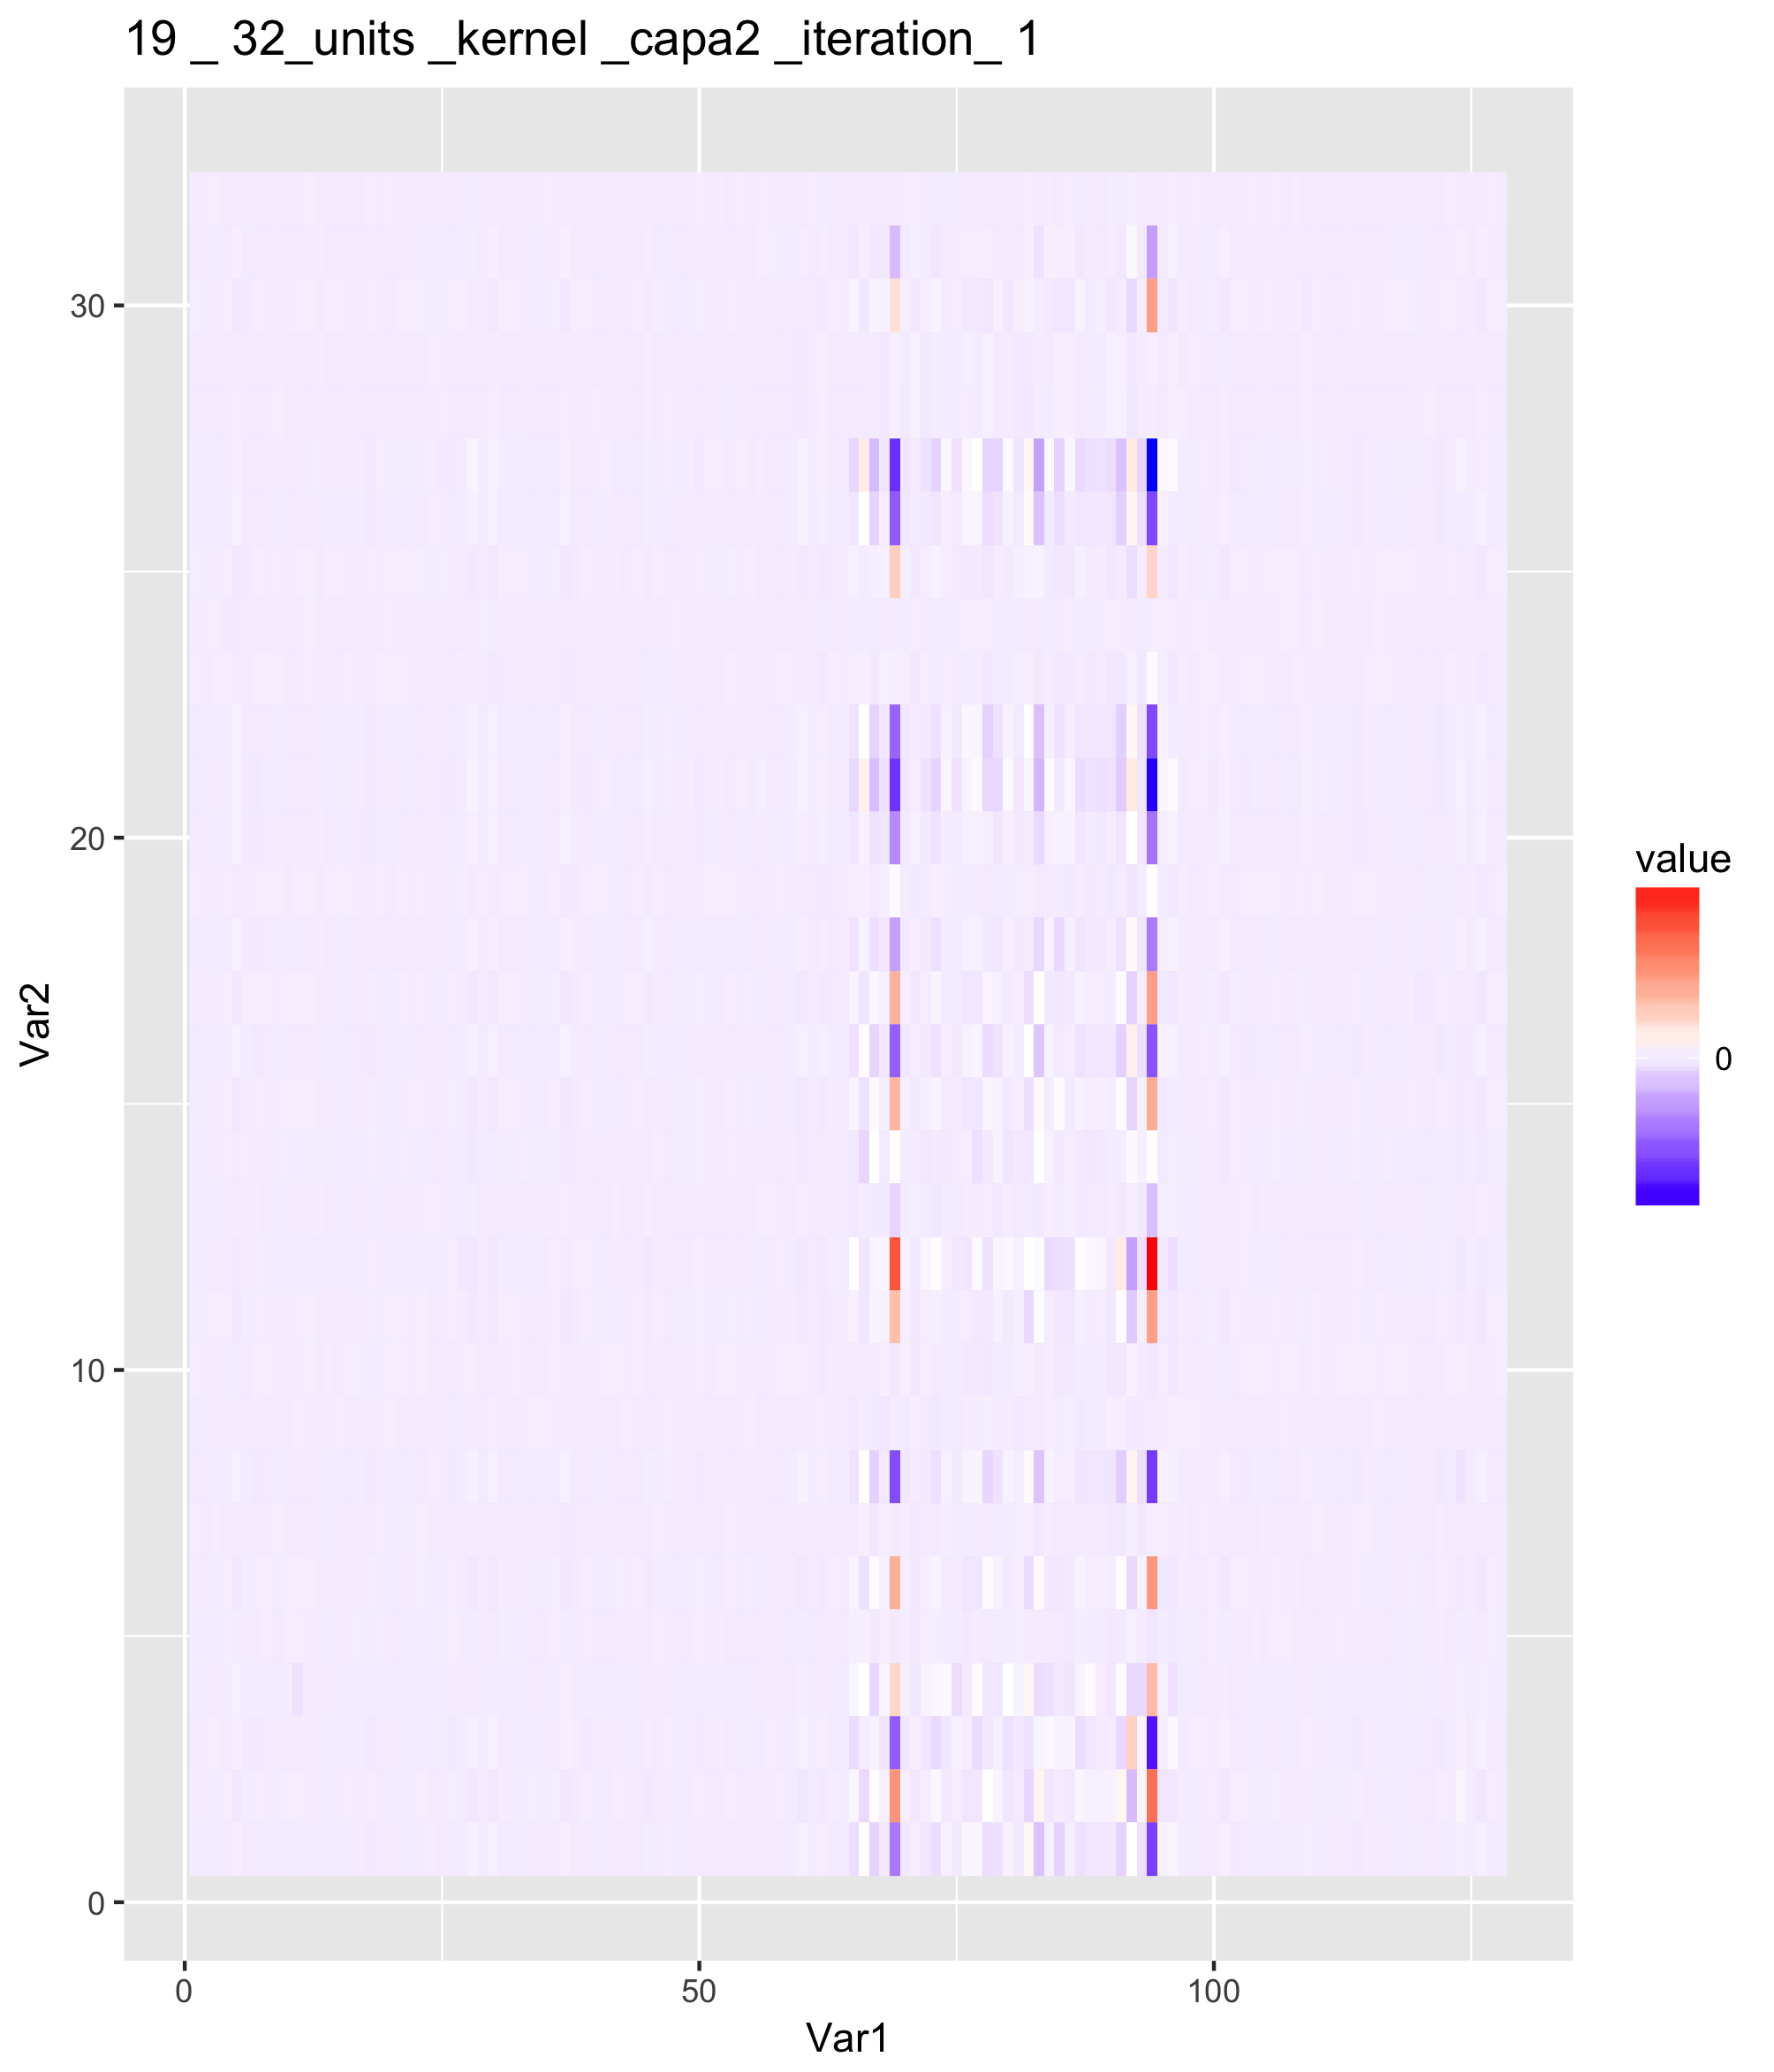 19 _ 32_units _kernel _capa2 _iteration_ 1
30
20
10
0
Var2
0
50
100
Var1
value
0